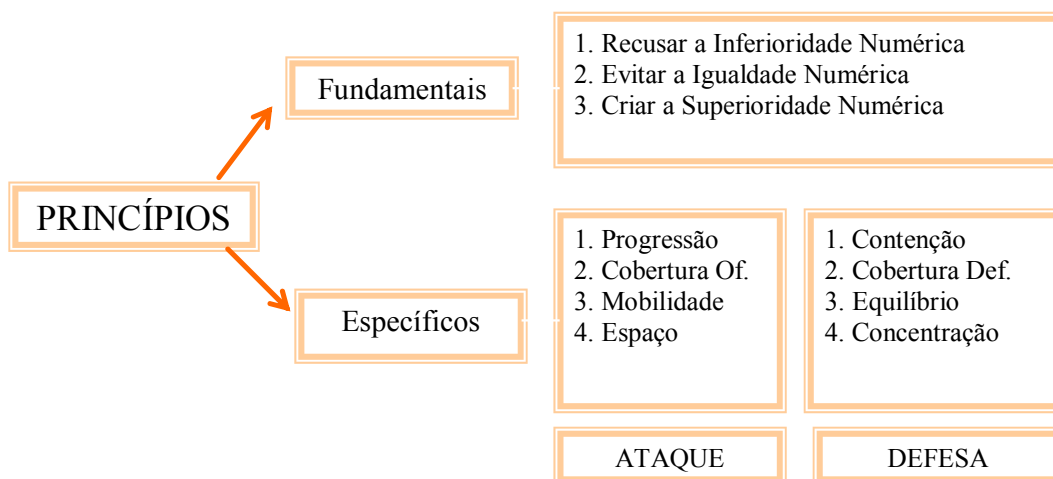 PRINCÍPIOS
Fundamentais
1. Recusar a Inferioridade Numérica
2. Evitar a Igualdade Numérica
3. Criar a Superioridade Numérica
Específicos
1. Progressão
2. Cobertura Of.
3. Mobilidade
4. Espaço
ATAQUE
1. Contenção
2. Cobertura Def.
3. Equilíbrio
4. Concentração
DEFESA